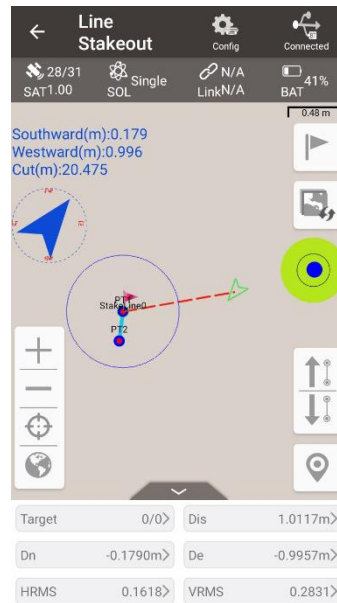 Line
Stakeout
Config
Connected
28/31
SAT1.00
Single
SOL
N/A
LinkN/A
41%
BAT
0.48 m
Southward(m):0.179
Westward(m):0.996
Cut(m):20.475
PT1
StakeLine0
PT2
Target 0/0> Dis 1.0117m>
Dn -0.1790m> De -0.9957m>
HRMS 0.1618> VRMS 0.2831>